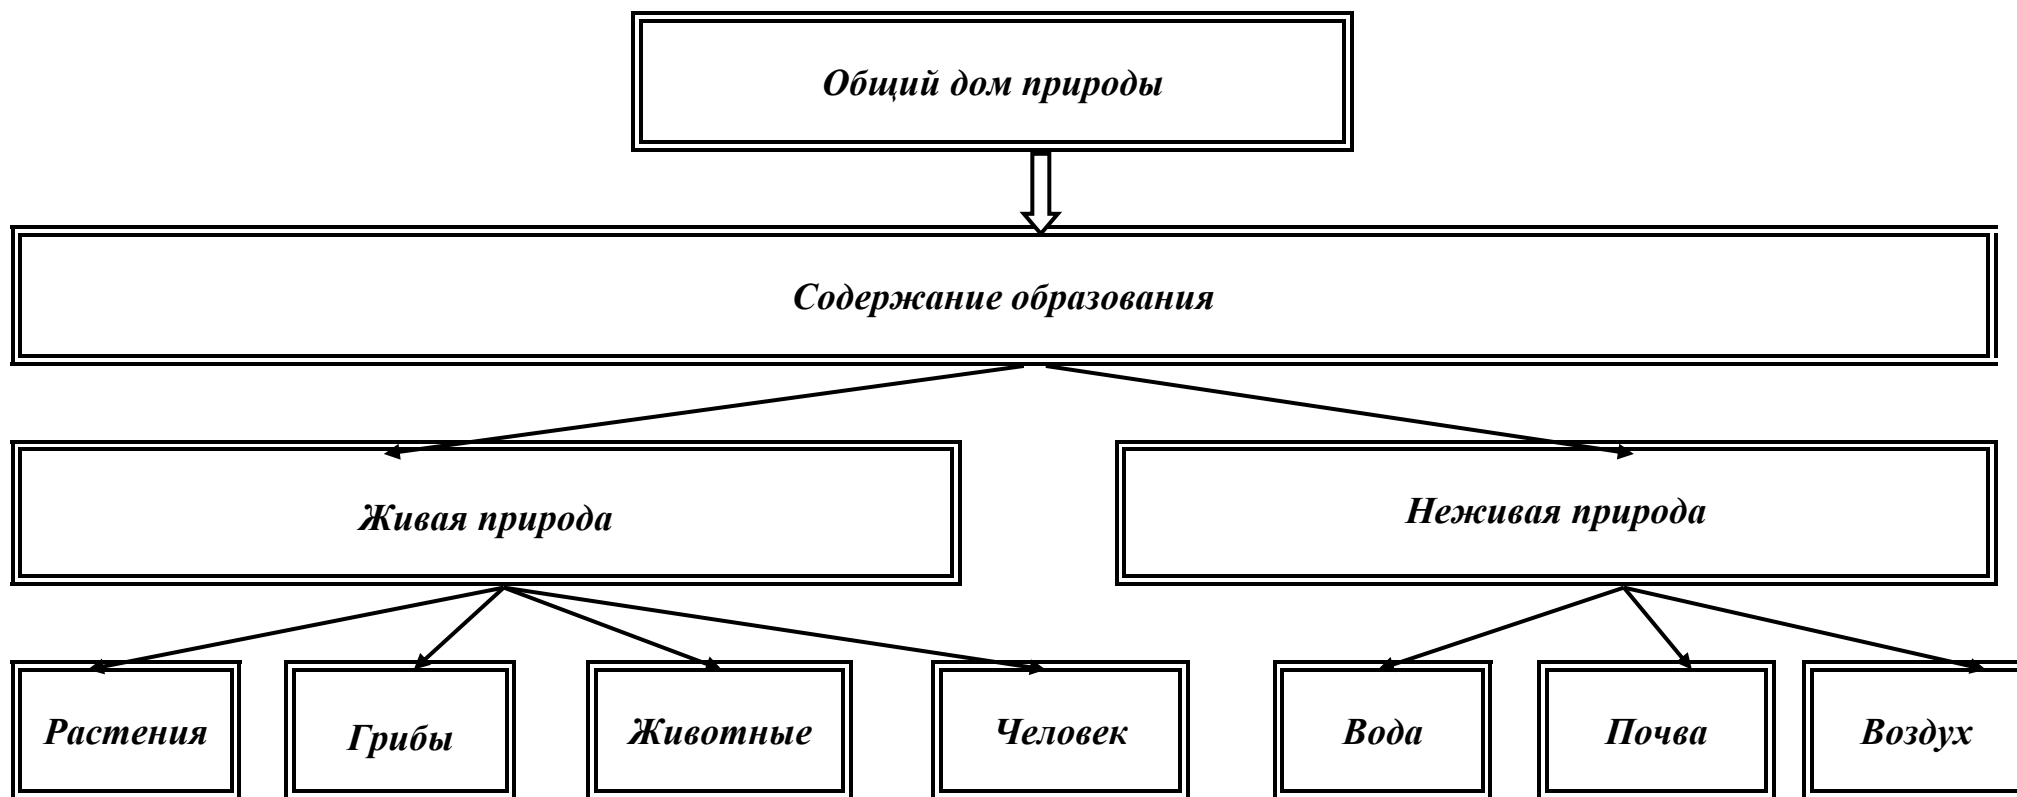 Общий дом природы
Содержание образования
Живая природа
Неживая природа
Растения
Грибы
Животные
Человек
Вода
Почва
Воздух